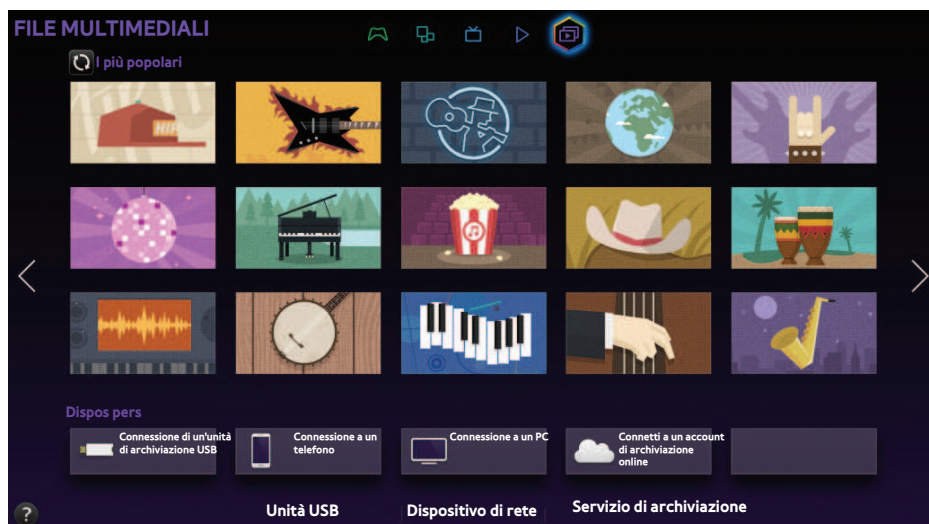 FILE MULTIMEDIALI
I più popolari
HIP
Dispos pers
Connessione di un'unità
di archiviazione USB
Connessione a un
telefono
Connessione a un PC
Connetti a un account
di archiviazione
online
?
Unità USB
Dispositivo di rete
Servizio di archiviazione